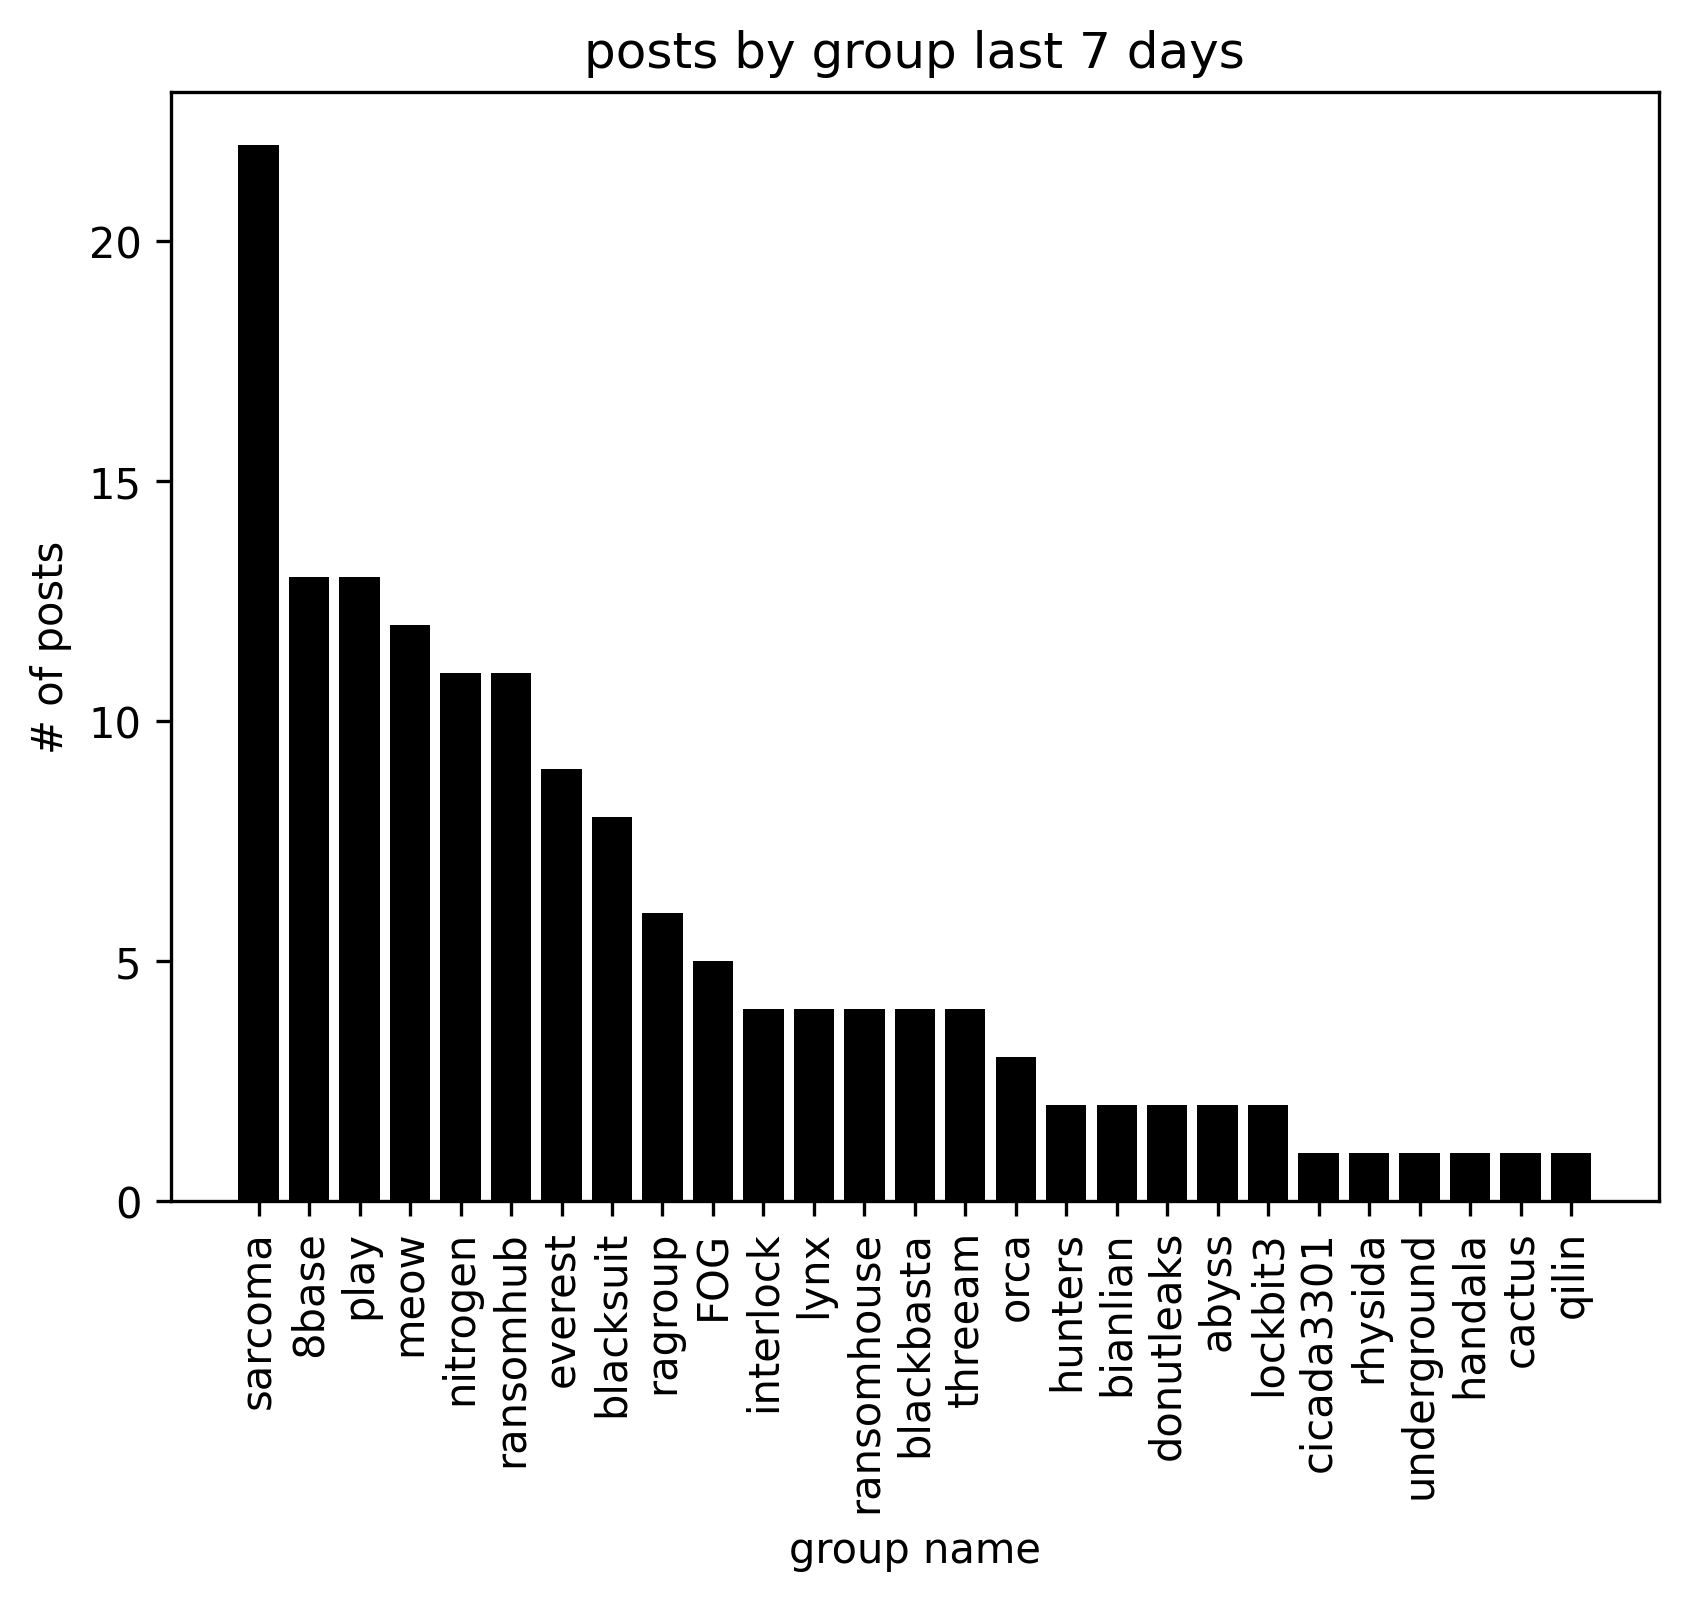 posts by group last 7 days
# of posts
20
15
10
5
0
sarcoma
8base
play
meow
nitrogen
ransomhub
everest
blacksuit
ragroup
FOG
interlock
lynx
ransomhouse
blackbasta
threeam
orca
hunters
bianlian
donutleaks
abyss
lockbit3
cicada3301
rhysida
underground
handala
cactus
qilin
group name